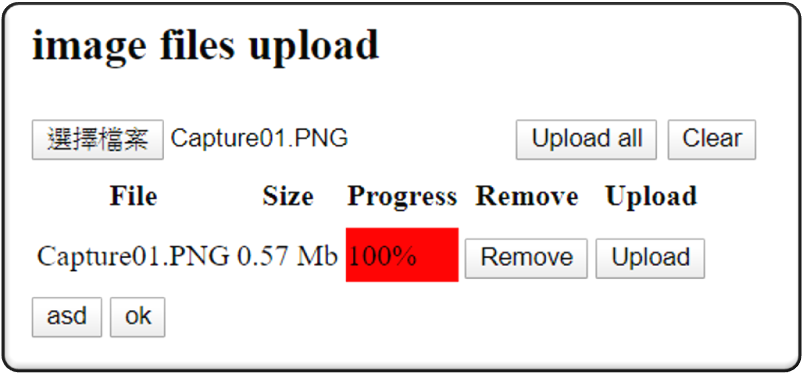 image files upload
選擇檔案 Capture01.PNG Upload all Clear
File Size Progress Remove Upload
Capture01.PNG 0.57 Mb 100% Remove Upload
asd ok